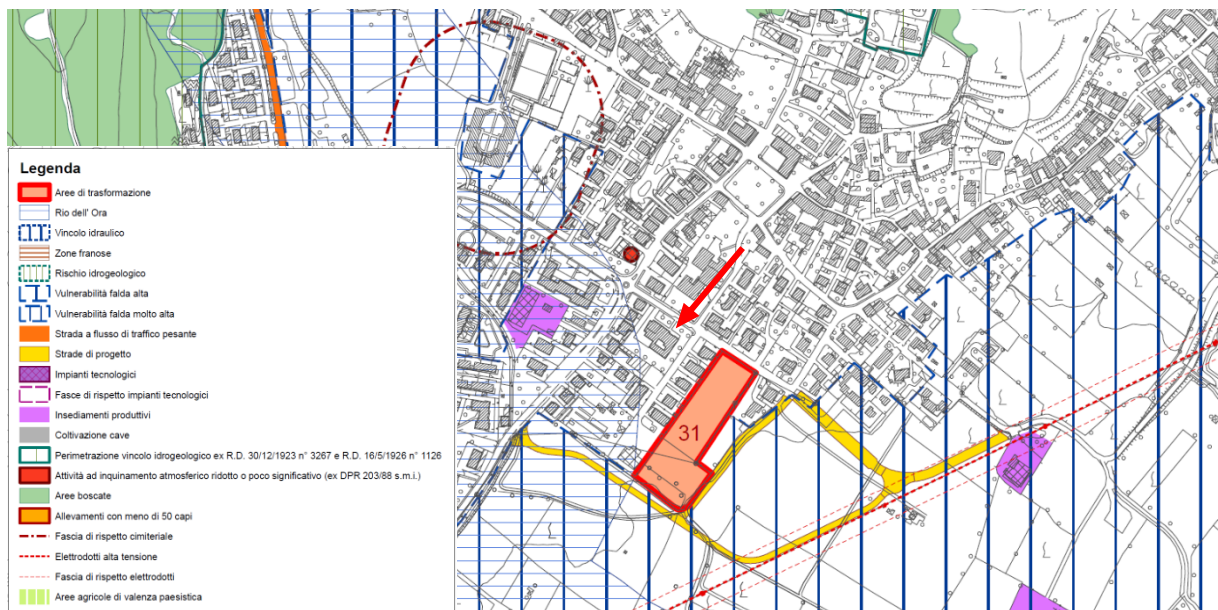 Legenda
Aree di trasformazione
Rio dell' Ora
Vincolo idraulico
Zone franose
Rischio idrogeologico
Vulnerabilità falda alta
Vulnerabilità falda molto alta
Strada a flusso di traffico pesante
Strade di progetto
Impianti tecnologici
Fasce di rispetto impianti tecnologici
Insediamenti produttivi
Coltivazione cave
Perimetrazione vincolo idrogeologico ex R.D. 30/12/1923 n° 3267 e R.D. 16/5/1926 n° 1126
Attività ad inquinamento atmosferico ridotto o poco significativo (ex DPR 203/88 s.m.i.)
Aree boscate
Allevamenti con meno di 50 capi
Fascia di rispetto cimiteriale
Elettrodotti alta tensione
Fascia di rispetto elettrodotti
Aree agricole di valenza paesistica
31